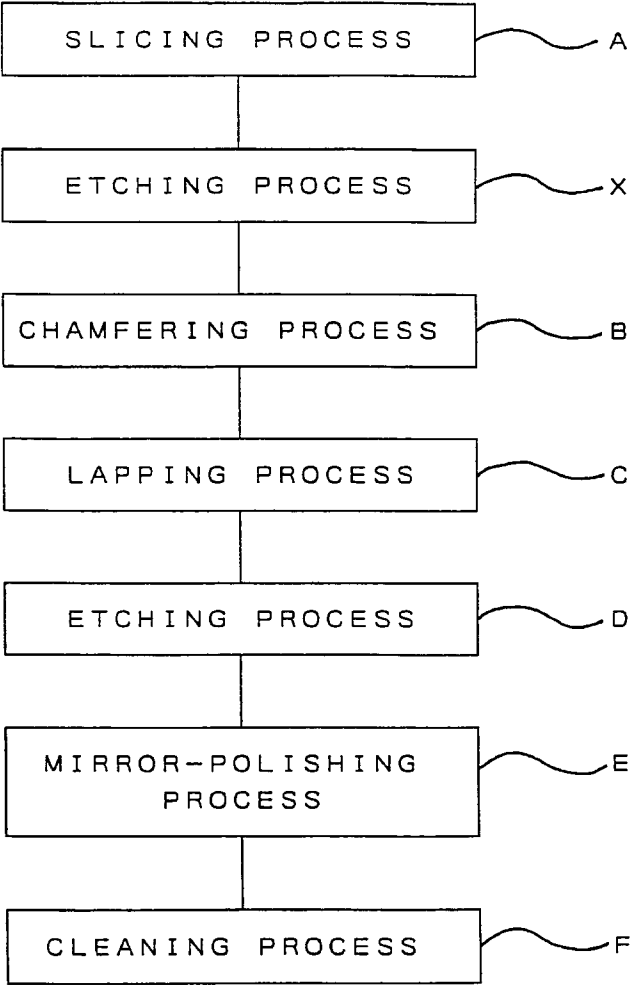 SLICING PROCESS A
ETCHING PROCESS X
CHAMFERING PROCESS B
LAPPING PROCESS C
ETCHING PROCESS D
MIRROR-POLISHING E
PROCESS
CLEANING PROCESS F